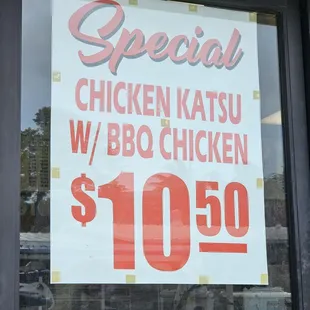 Special
CHICKEN KATSU
W/ BBQ CHICKEN
$10.50